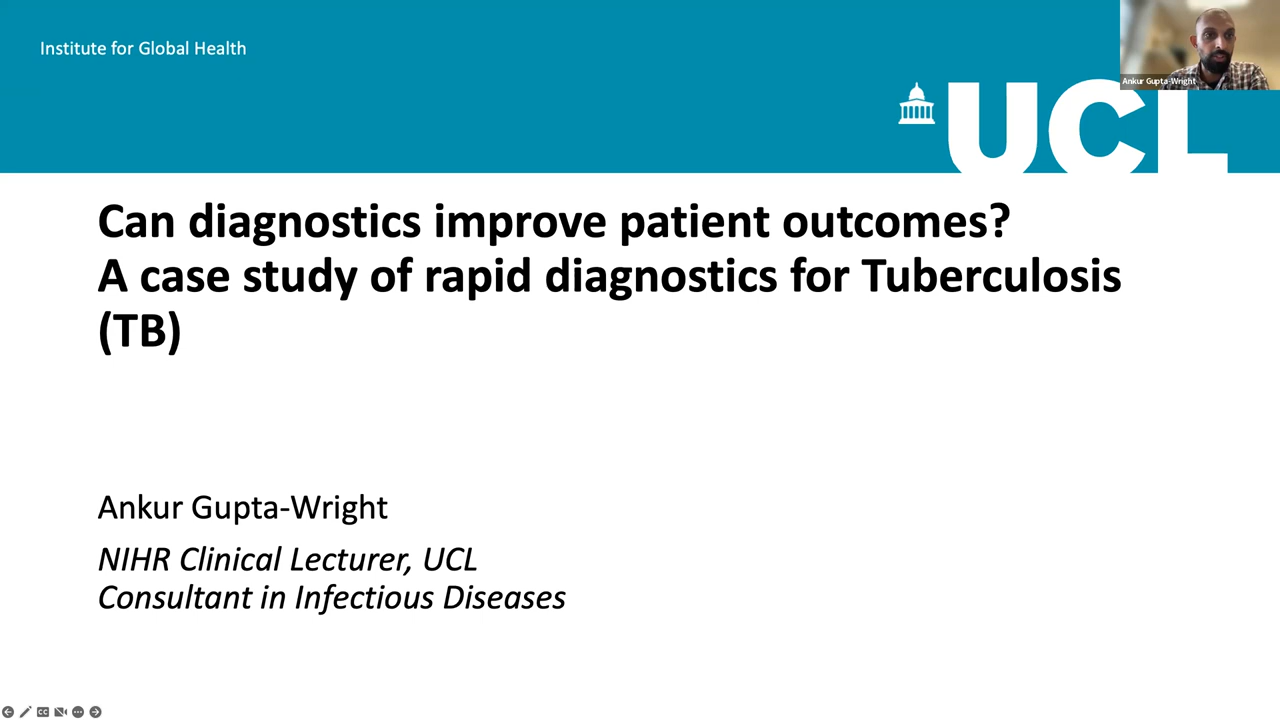 Institute for Global Health
Ankur Gupta-Wright
UCL
Can diagnostics improve patient outcomes?
A case study of rapid diagnostics for Tuberculosis
(TB)
Ankur Gupta-Wright
NIHR Clinical Lecturer, UCL
Consultant in Infectious Diseases
CC